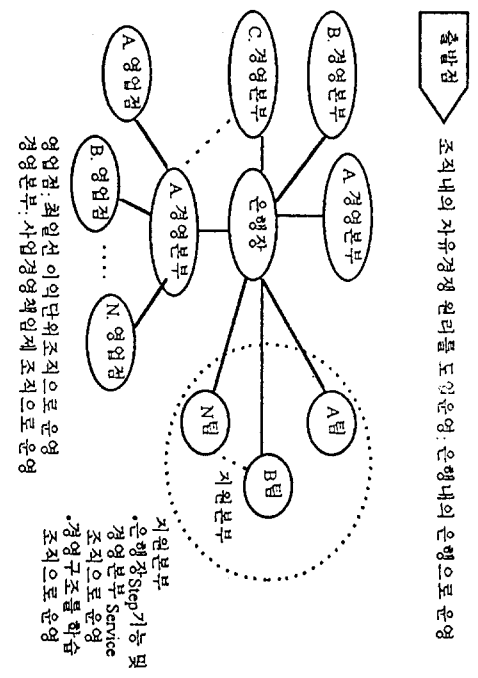 출발점
조직내의 자유경쟁 원리를 도입운영: 은행내의 은행으로 운영
B. 경영본부
A. 경영본부
A팀
C. 경영본부
은행장
B팀
지원본부
N팀
A. 경영본부
A. 영업점
B. 영업점
N. 영업점
지원본부
•은행장Step기능 및
경영본부 Service
조직으로 운영
•경영구조를 학습
조직으로 운영
영업점: 최일선 이익단위조직으로 운영
경영본부: 사업경영책임제 조직으로 운영